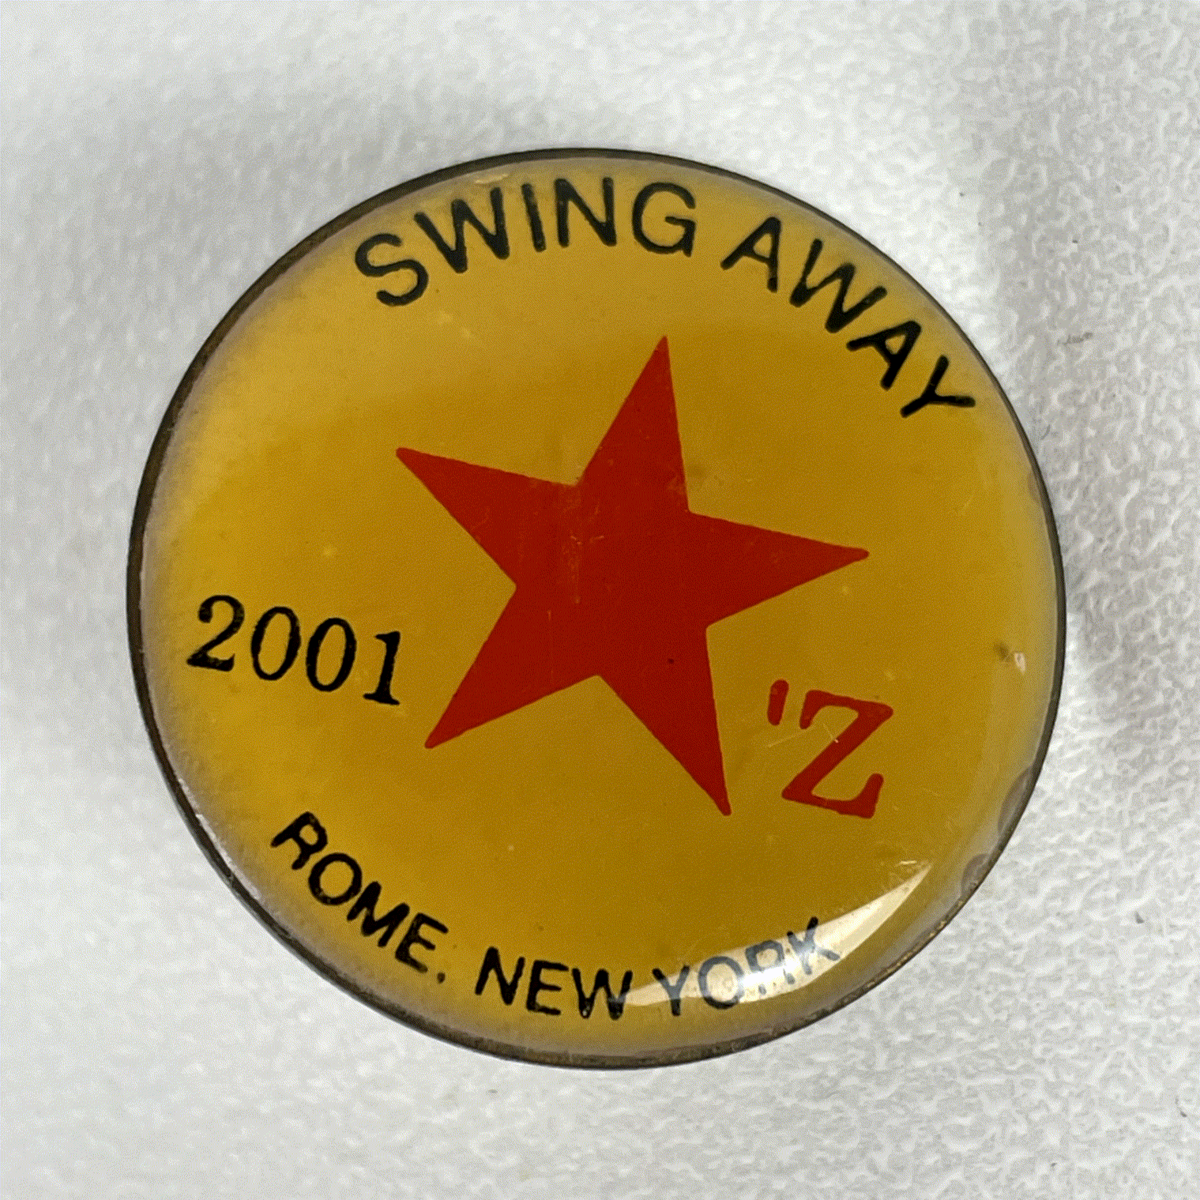 SWING AWAY
2001
'Z
ROME, NEW YORK